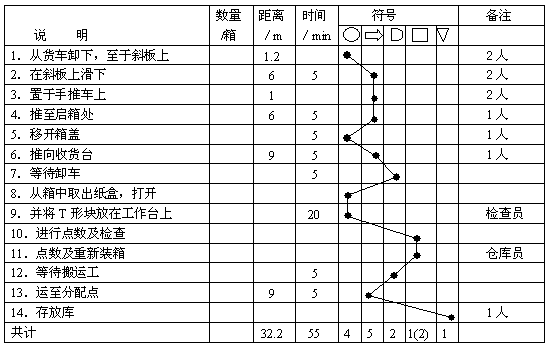 说 明 数量/箱 距离/m 时间/min 符号 备注
1．从货车卸下，至于斜板上 1.2 2人
2．在斜板上滑下 6 5 2人
3．置于手推车上 1 2人
4．推至启箱处 6 5 1人
5．移开箱盖 5 1人
6．推向收货台 9 5 1人
7．等待卸车 5
8．从箱中取出纸盒，打开
9．并将 T 形块放在工作台上 20 检查员
10．进行点数及检查
11．点数及重新装箱 仓库员
12．等待搬运工 5
13．运至分配点 9 5
14．存放库 1人
共计 32.2 55 4 5 2 1(2) 1